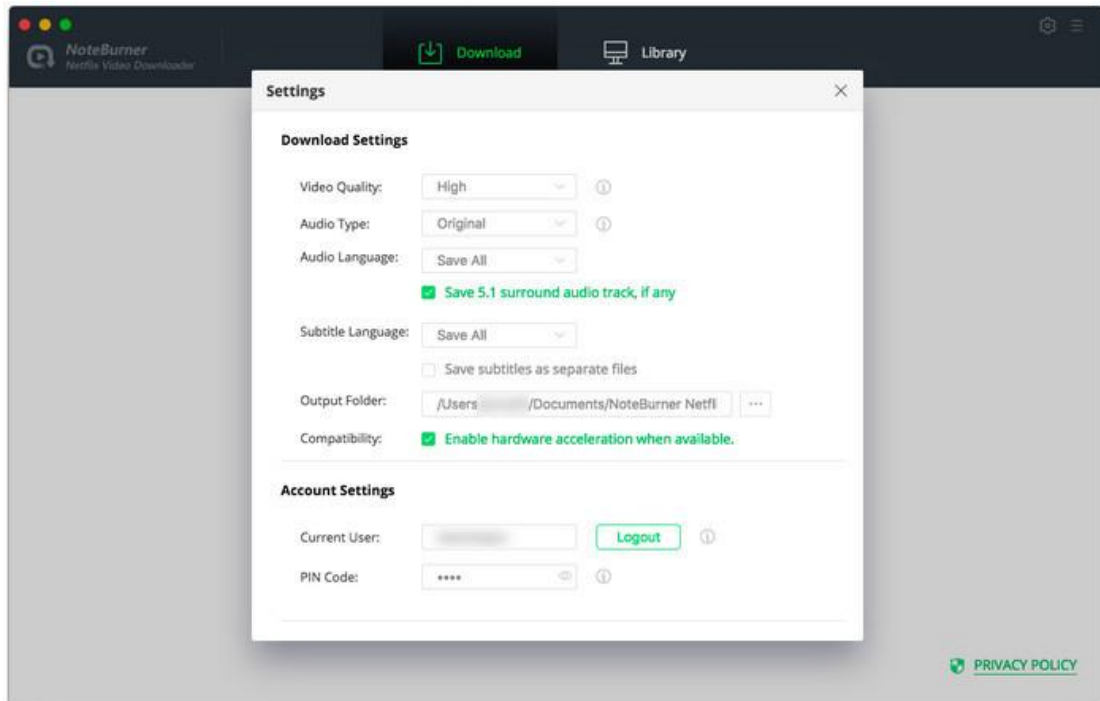 NoteBurner
Netflix Video Downloader
Download
Library
Settings
Download Settings
Video Quality: High
Audio Type: Original
Audio Language: Save All
Save 5.1 surround audio track, if any
Subtitle Language: Save All
Save subtitles as separate files
Output Folder: /Users /Documents/NoteBurner Netfl
Compatibility: Enable hardware acceleration when available.
Account Settings
Current User: Logout
PIN Code: ••••
PRIVACY POLICY